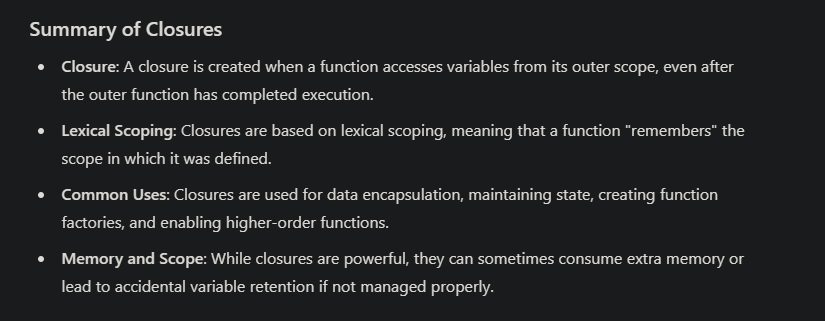 Summary of Closures
• Closure: A closure is created when a function accesses variables from its outer scope, even after
the outer function has completed execution.
• Lexical Scoping: Closures are based on lexical scoping, meaning that a function "remembers" the
scope in which it was defined.
• Common Uses: Closures are used for data encapsulation, maintaining state, creating function
factories, and enabling higher-order functions.
• Memory and Scope: While closures are powerful, they can sometimes consume extra memory or
lead to accidental variable retention if not managed properly.